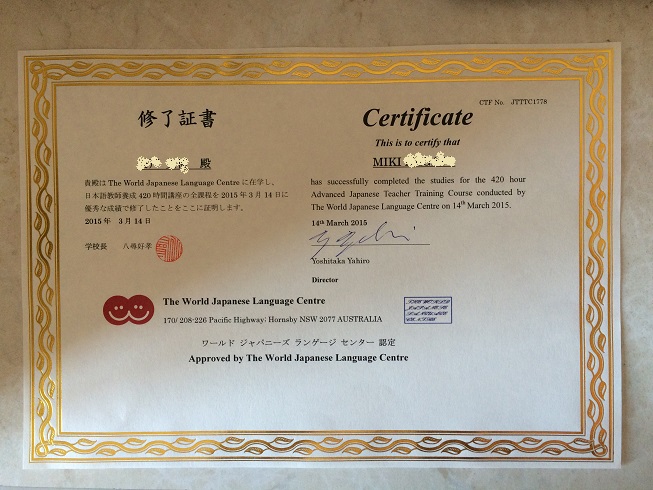 CTF No. JTTTC1778
修了証書
殿
貴殿は The World Japanese Language Centre に在学し、
日本語教師養成 420時間講座の全課程を 2015 年 3 月 14 日に
優秀な成績で修了したことをここに証明します。
2015 年 3 月 14 日
学校長 八尋好孝
Certificate
This is to certify that
MIKI
has successfully completed the studies for the 420 hour
Advanced Japanese Teacher Training Course conducted by
The World Japanese Language Centre on 14th March 2015.
14th March 2015
Yoshitaka Yahiro
Director
The World Japanese Language Centre
170/ 208-226 Pacific Highway; Hornsby NSW 2077 AUSTRALIA
ワールド ジャパニーズ ランゲージ センター 認定
Approved by The World Japanese Language Centre